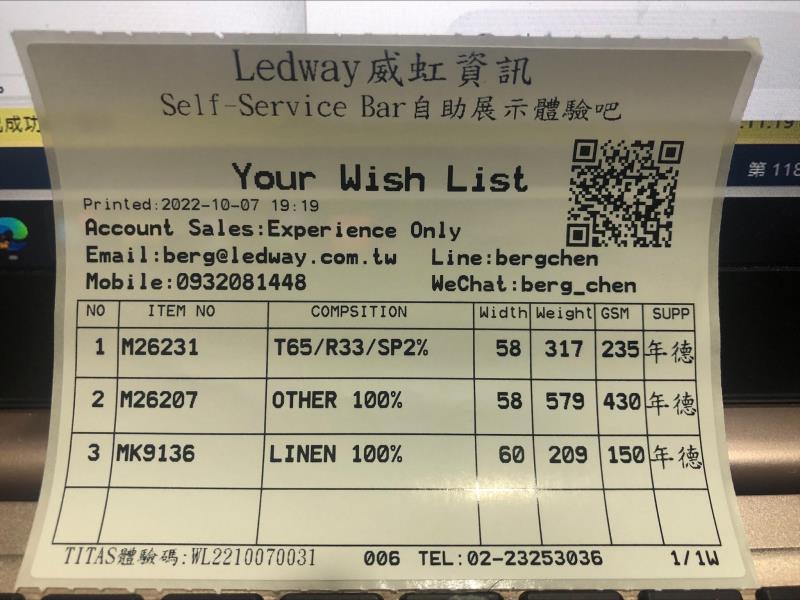 Ledway威虹資訊
Self-Service Bar自助展示體驗吧
Your Wish List
Printed:2022-10-07 19:19
Account Sales:Experience Only
Email:berg@ledway.com.tw Line:bergchen
Mobile:0932081448 WeChat:berg_chen
NO ITEM NO COMPSITION Width Weight GSM SUPP
1 M26231 T65/R33/SP2% 58 317 235 年德
2 M26207 OTHER 100% 58 579 430 年德
3 MK9136 LINEN 100% 60 209 150 年德
TITAS體驗碼:WL2210070031 006 TEL:02-23253036 1/1W
成功
第 118